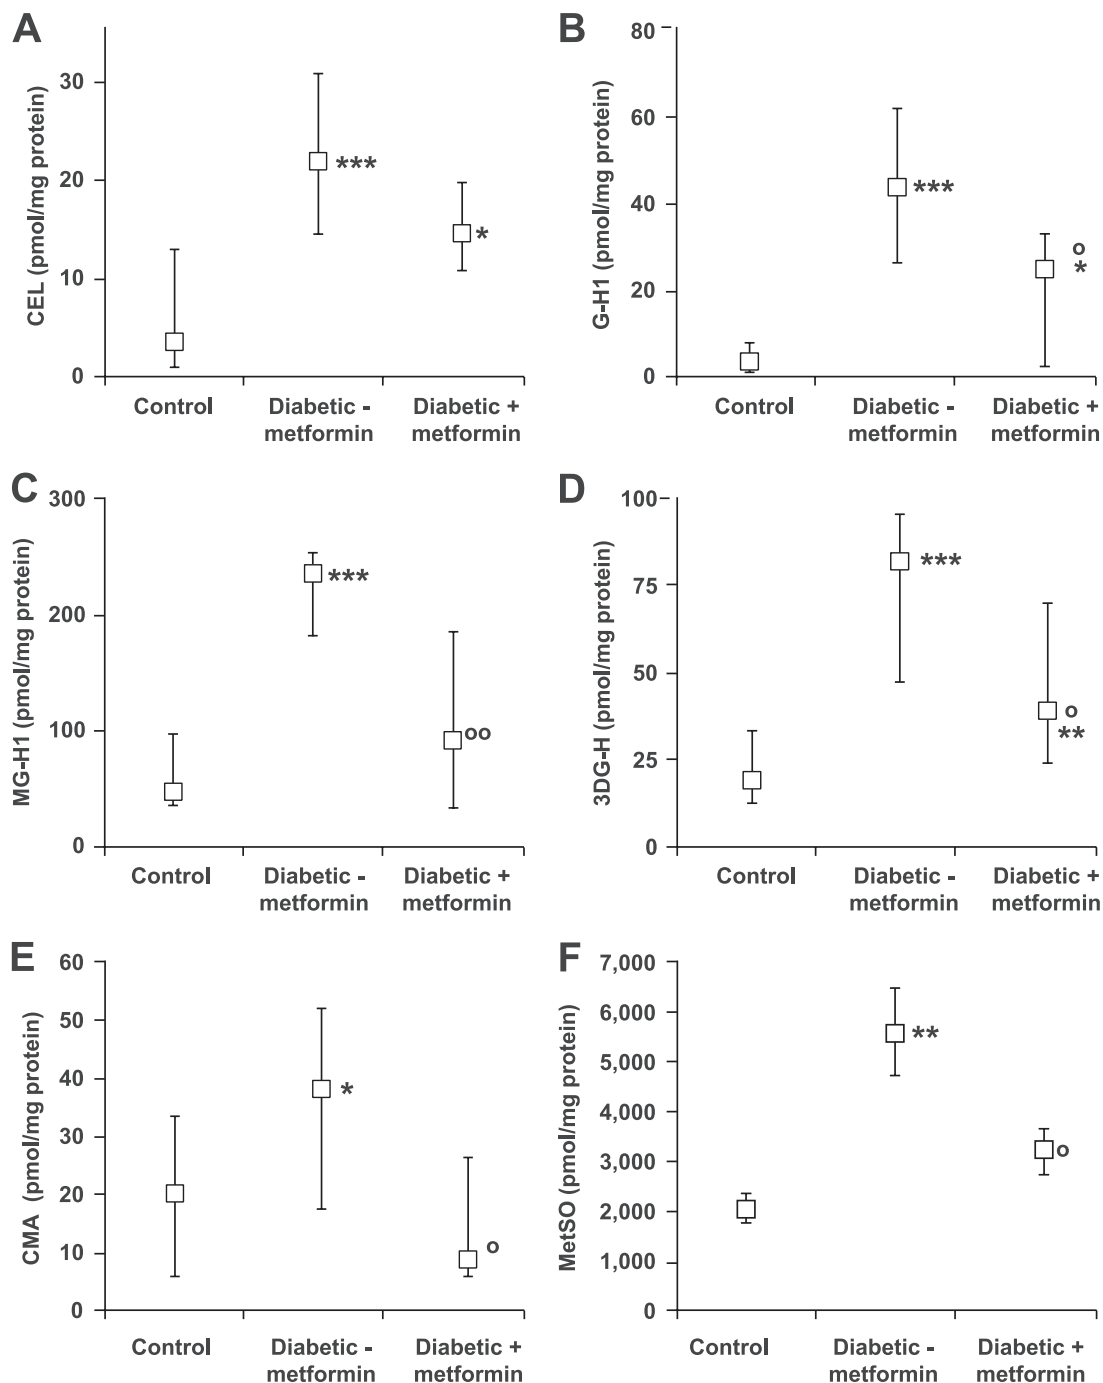 A
CEL (pmol/mg protein)
30
20
10
0
***
*
Control
Diabetic -
metformin
Diabetic +
metformin
B
G-H1 (pmol/mg protein)
80
60
40
20
0
***
o
*
Control
Diabetic -
metformin
Diabetic +
metformin
C
MG-H1 (pmol/mg protein)
300
200
100
0
***
oo
Control
Diabetic -
metformin
Diabetic +
metformin
D
3DG-H (pmol/mg protein)
100
75
50
25
0
***
o
**
Control
Diabetic -
metformin
Diabetic +
metformin
E
CMA (pmol/mg protein)
60
50
40
30
20
10
0
*
o
Control
Diabetic -
metformin
Diabetic +
metformin
F
MetSO (pmol/mg protein)
7,000
6,000
5,000
4,000
3,000
2,000
1,000
0
**
o
Control
Diabetic -
metformin
Diabetic +
metformin